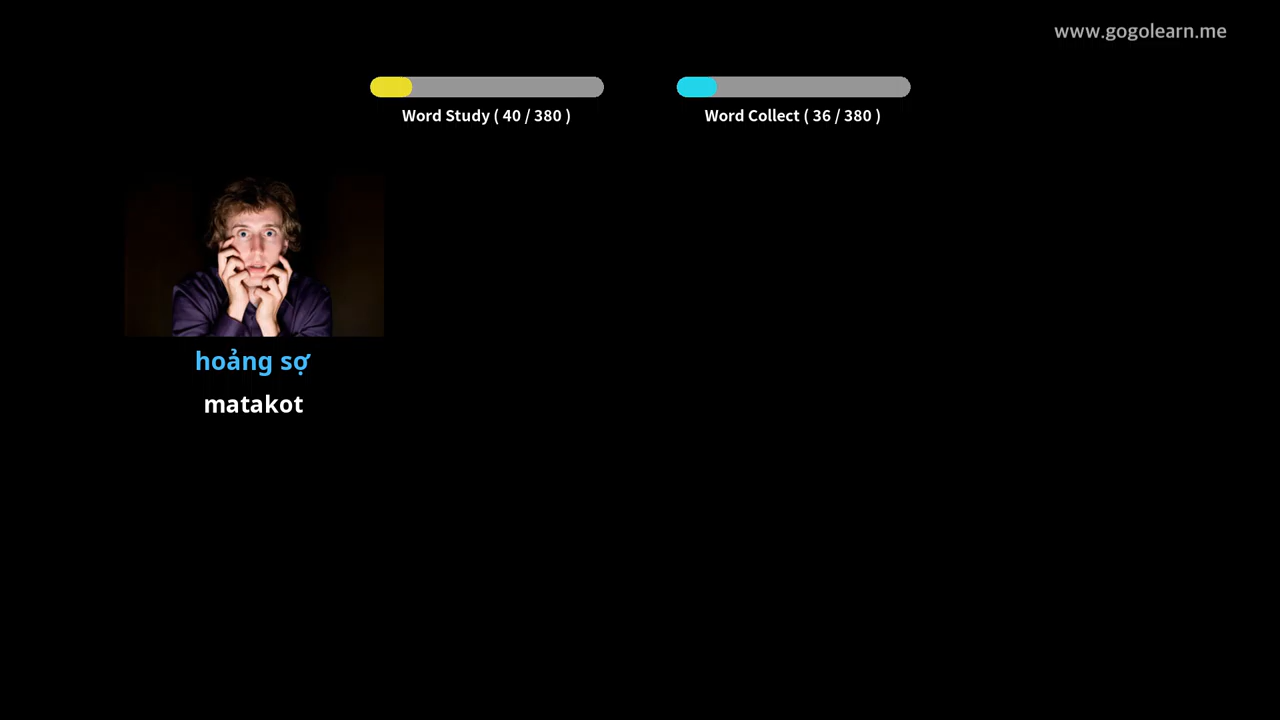 www.gogolearn.me
Word Study ( 40 / 380 )
Word Collect ( 36 / 380 )
hoảng sợ
matakot